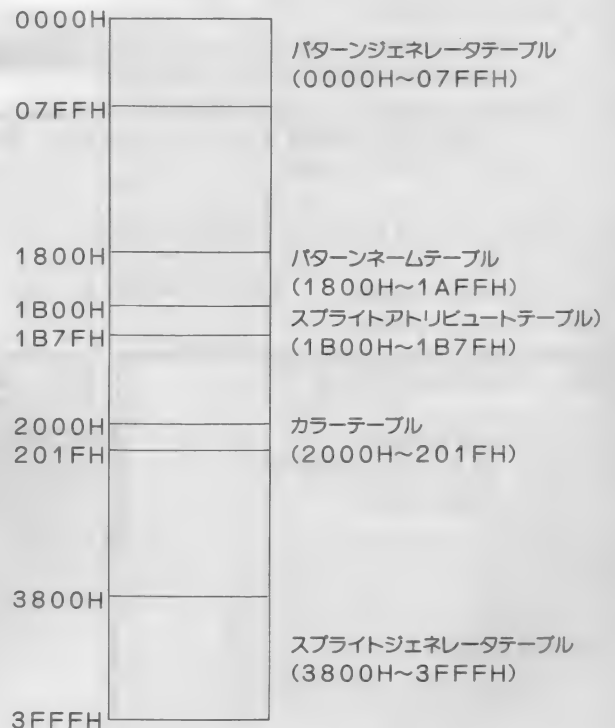 0000H
パターンジェネレータテーブル
(0000H~07FFH)
07FFH
1800H
パターンネームテーブル
(1800H~1AFFH)
1B00H
スプライトアトリビュートテーブル)
1B7FH
(1B00H~1B7FH)
2000H
カラーテーブル
201FH
(2000H~201FH)
3800H
スプライトジェネレータテーブル
(3800H~3FFFH)
3FFFH